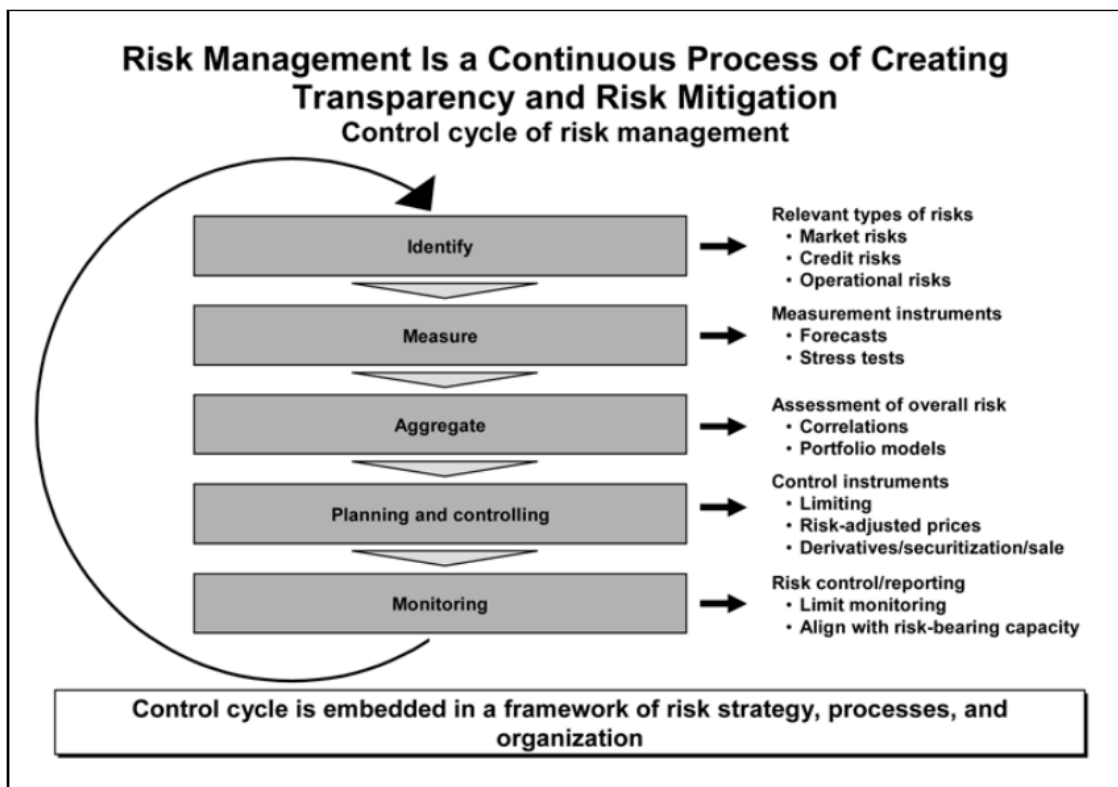 Risk Management Is a Continuous Process of Creating
Transparency and Risk Mitigation
Control cycle of risk management
Identify
Relevant types of risks
• Market risks
• Credit risks
• Operational risks
Measure
Measurement instruments
• Forecasts
• Stress tests
Aggregate
Assessment of overall risk
• Correlations
• Portfolio models
Planning and controlling
Control instruments
• Limiting
• Risk-adjusted prices
• Derivatives/securitization/sale
Monitoring
Risk control/reporting
• Limit monitoring
• Align with risk-bearing capacity
Control cycle is embedded in a framework of risk strategy, processes, and
organization